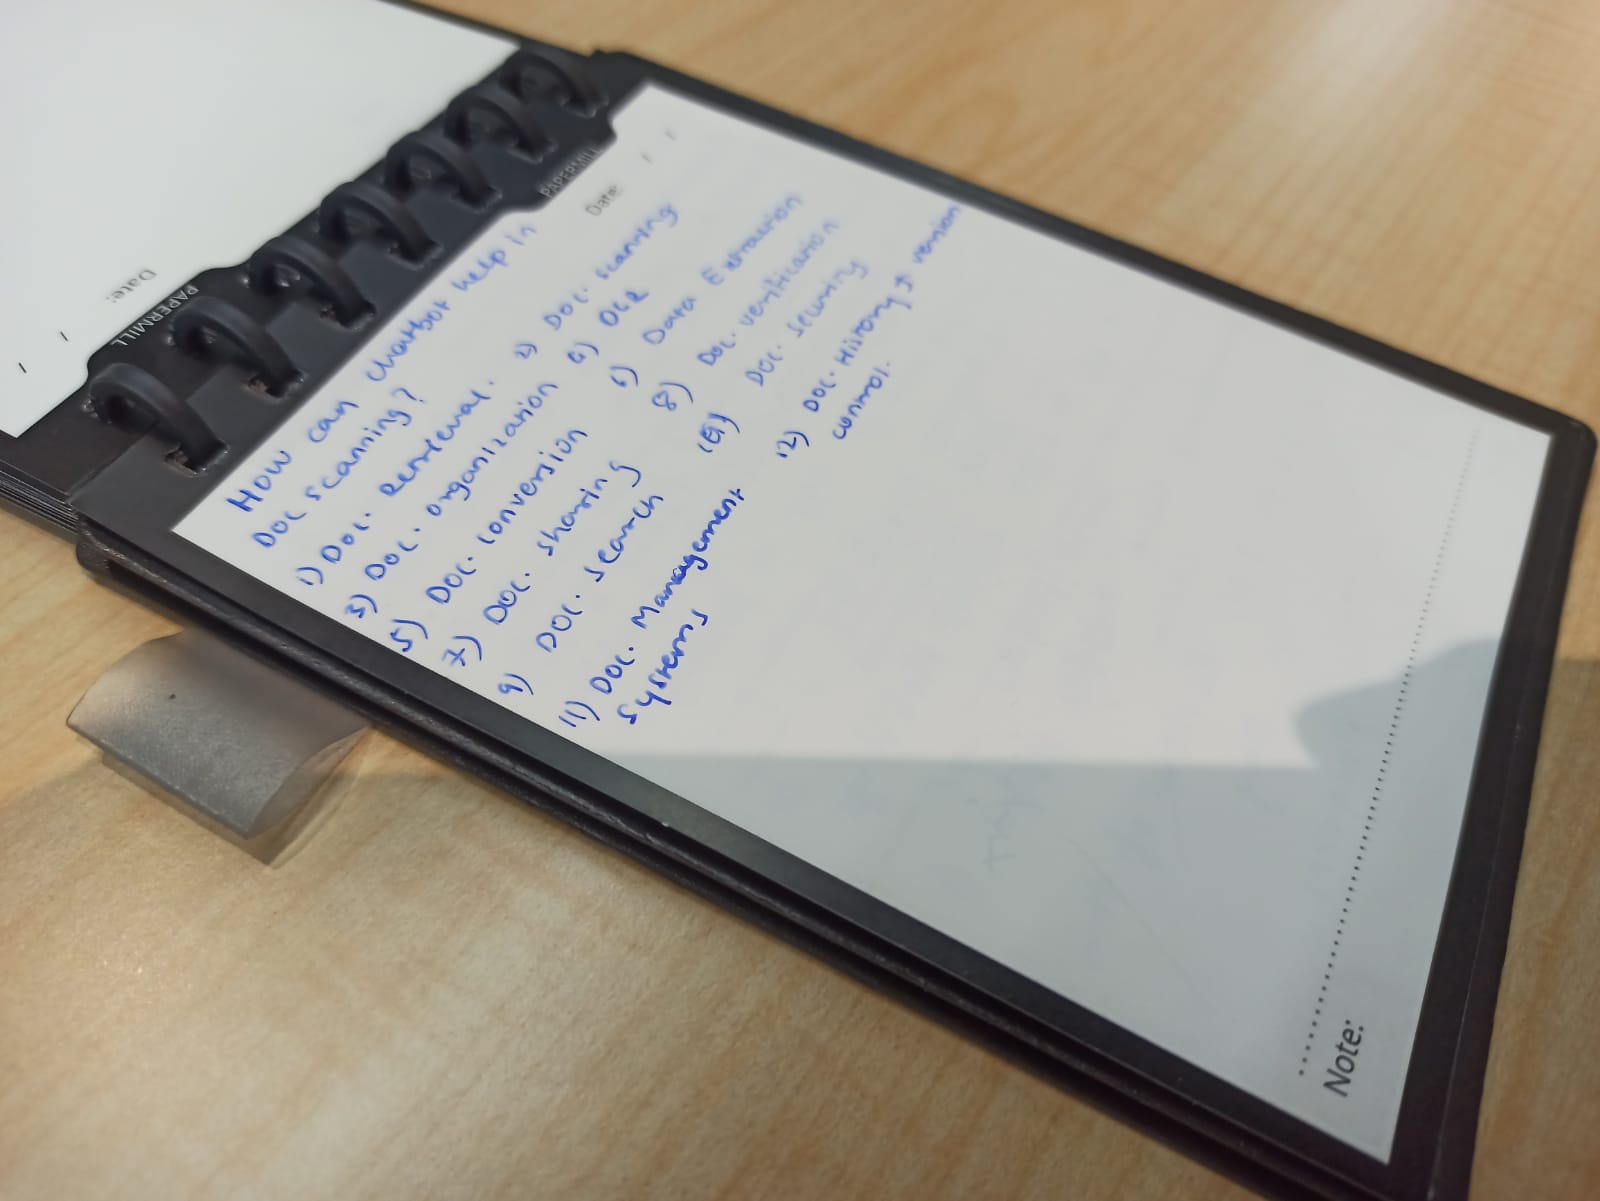 PAPERMILL
Date:
PAPERMILL
Date:
How can chatbot help in
Doc scanning?
1) Doc. Retrieval. 2) Doc. scanning
3) Doc. organization 4) OCR
5) Doc. conversion 6) Data Extraction
7) Doc. sharing 8) Doc. verification
9) Doc. search 10) Doc. security
11) Doc. Management 12) Doc. History & version
systems control.
Note: